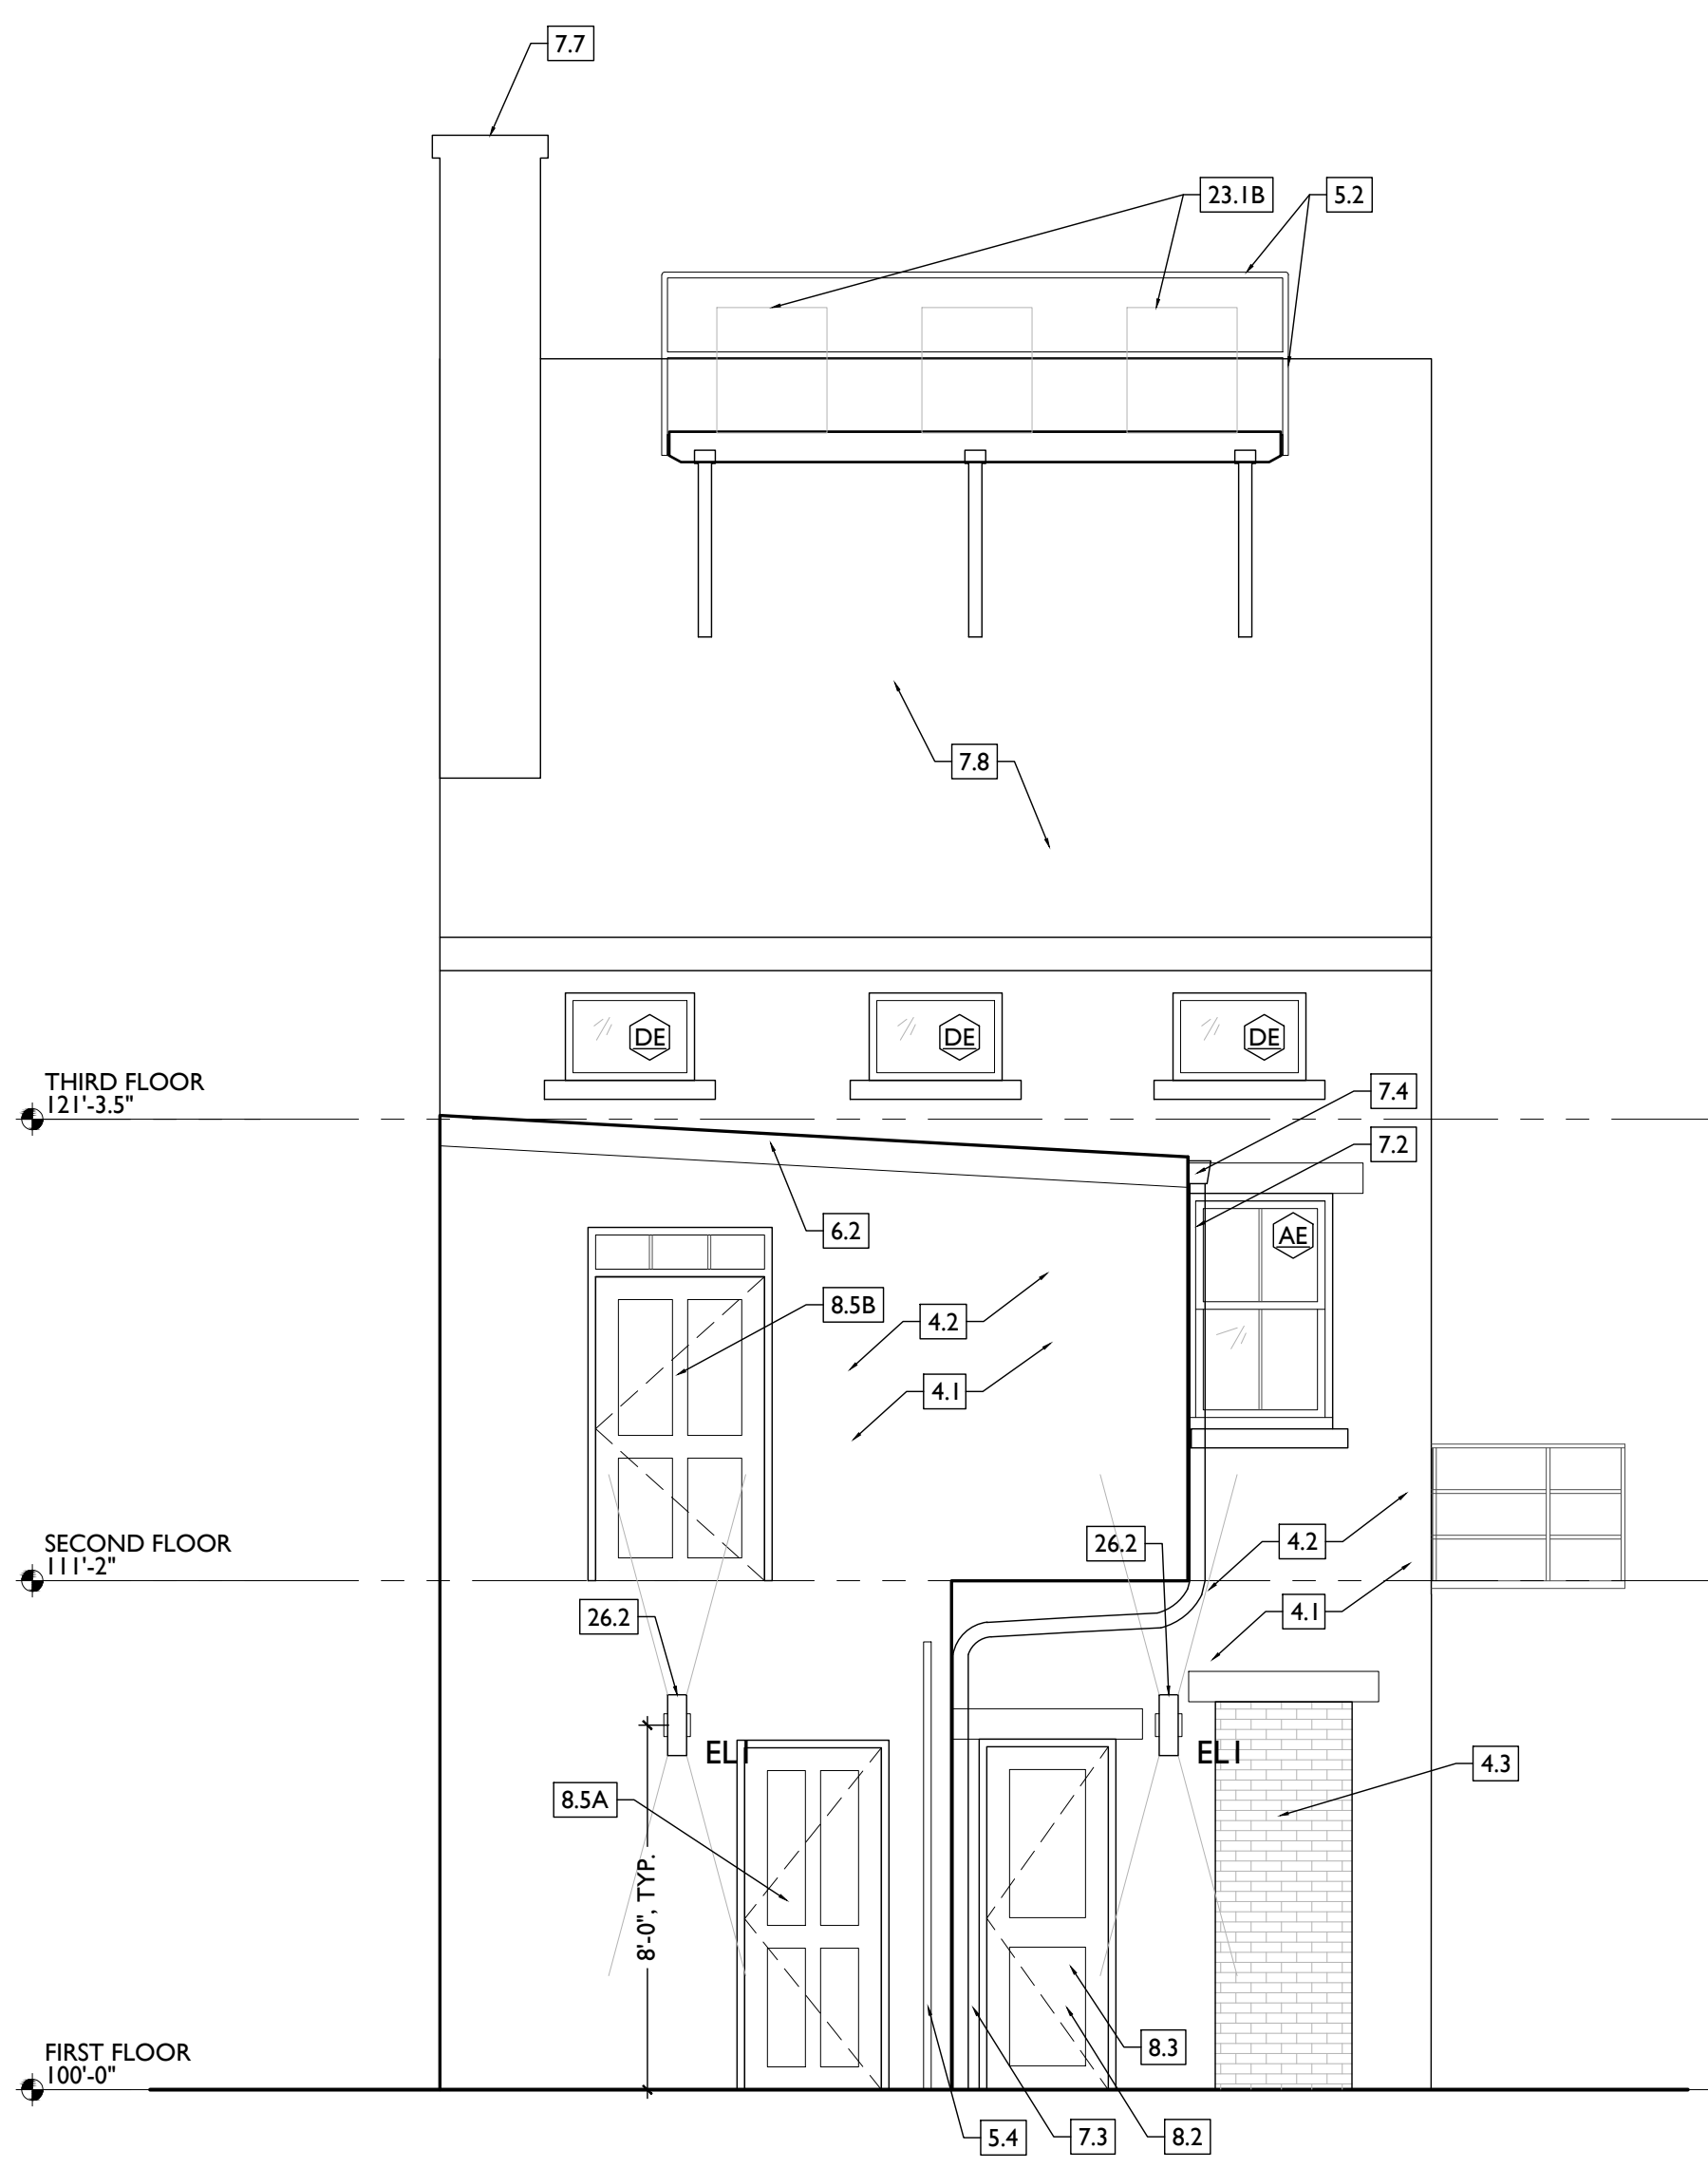 7.7
23.1B
5.2
7.8
DE
DE
DE
THIRD FLOOR
121'-3.5"
7.4
7.2
6.2
AE
8.5B
4.2
4.1
SECOND FLOOR
111'-2"
26.2
4.2
26.2
4.1
EL1
EL1
4.3
8.5A
8'-0", TYP.
8.3
FIRST FLOOR
100'-0"
5.4
7.3
8.2